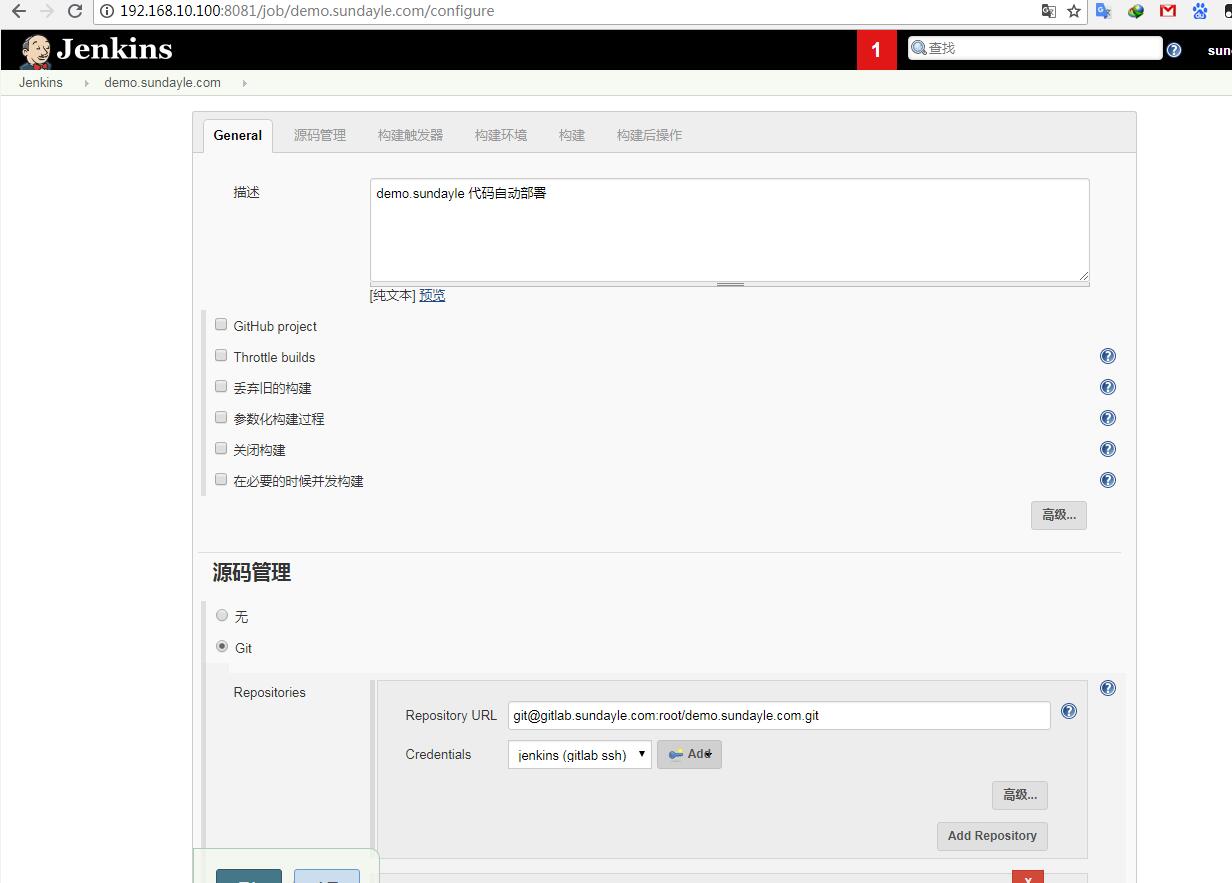 192.168.10.100:8081/job/demo.sundayle.com/configure
Jenkins
1
查找
sun
Jenkins
demo.sundayle.com
General
源码管理
构建触发器
构建环境
构建
构建后操作
描述
demo.sundayle 代码自动部署
[纯文本] 预览
GitHub project
Throttle builds
丢弃旧的构建
参数化构建过程
关闭构建
在必要的时候并发构建
高级...
源码管理
无
Git
Repositories
Repository URL
git@gitlab.sundayle.com:root/demo.sundayle.com.git
Credentials
jenkins (gitlab ssh)
Add
高级...
Add Repository
X